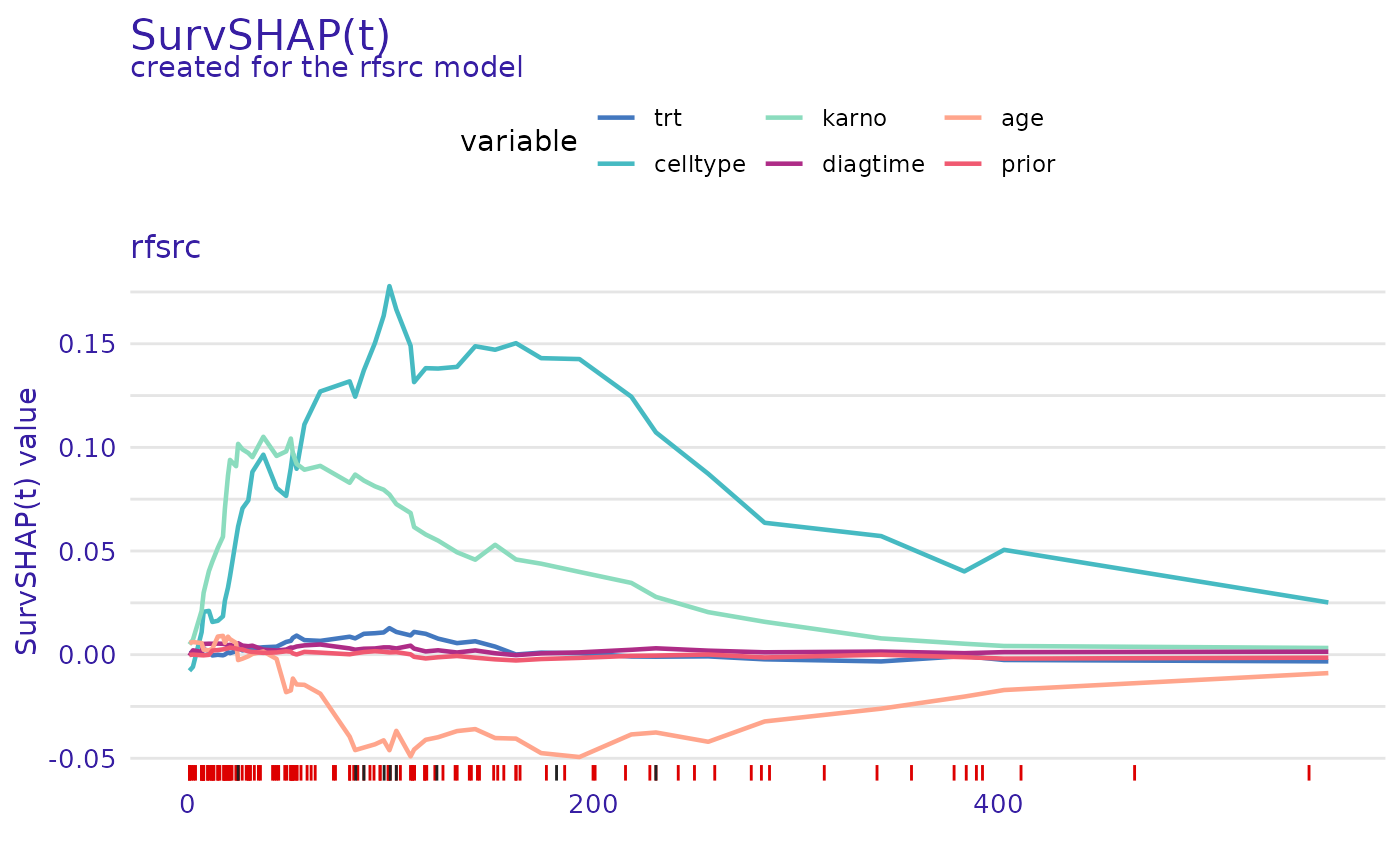 SurvSHAP(t)
created for the rfsrc model
variable
trt karno age
celltype diagtime prior
rfsrc
SurvSHAP(t) value
0.15
0.10
0.05
0.00
-0.05
0 200 400